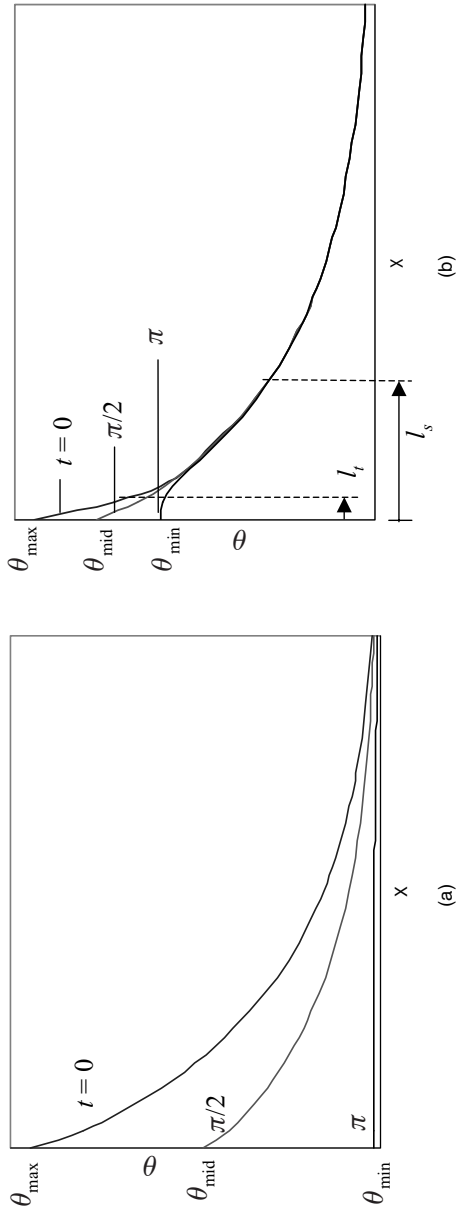 θmax
t = 0
θ
θmid
π/2
π
θmin
x
(a)
θmax
t = 0
θmid
π/2
π
θmin
θ
lt
x
ls
(b)